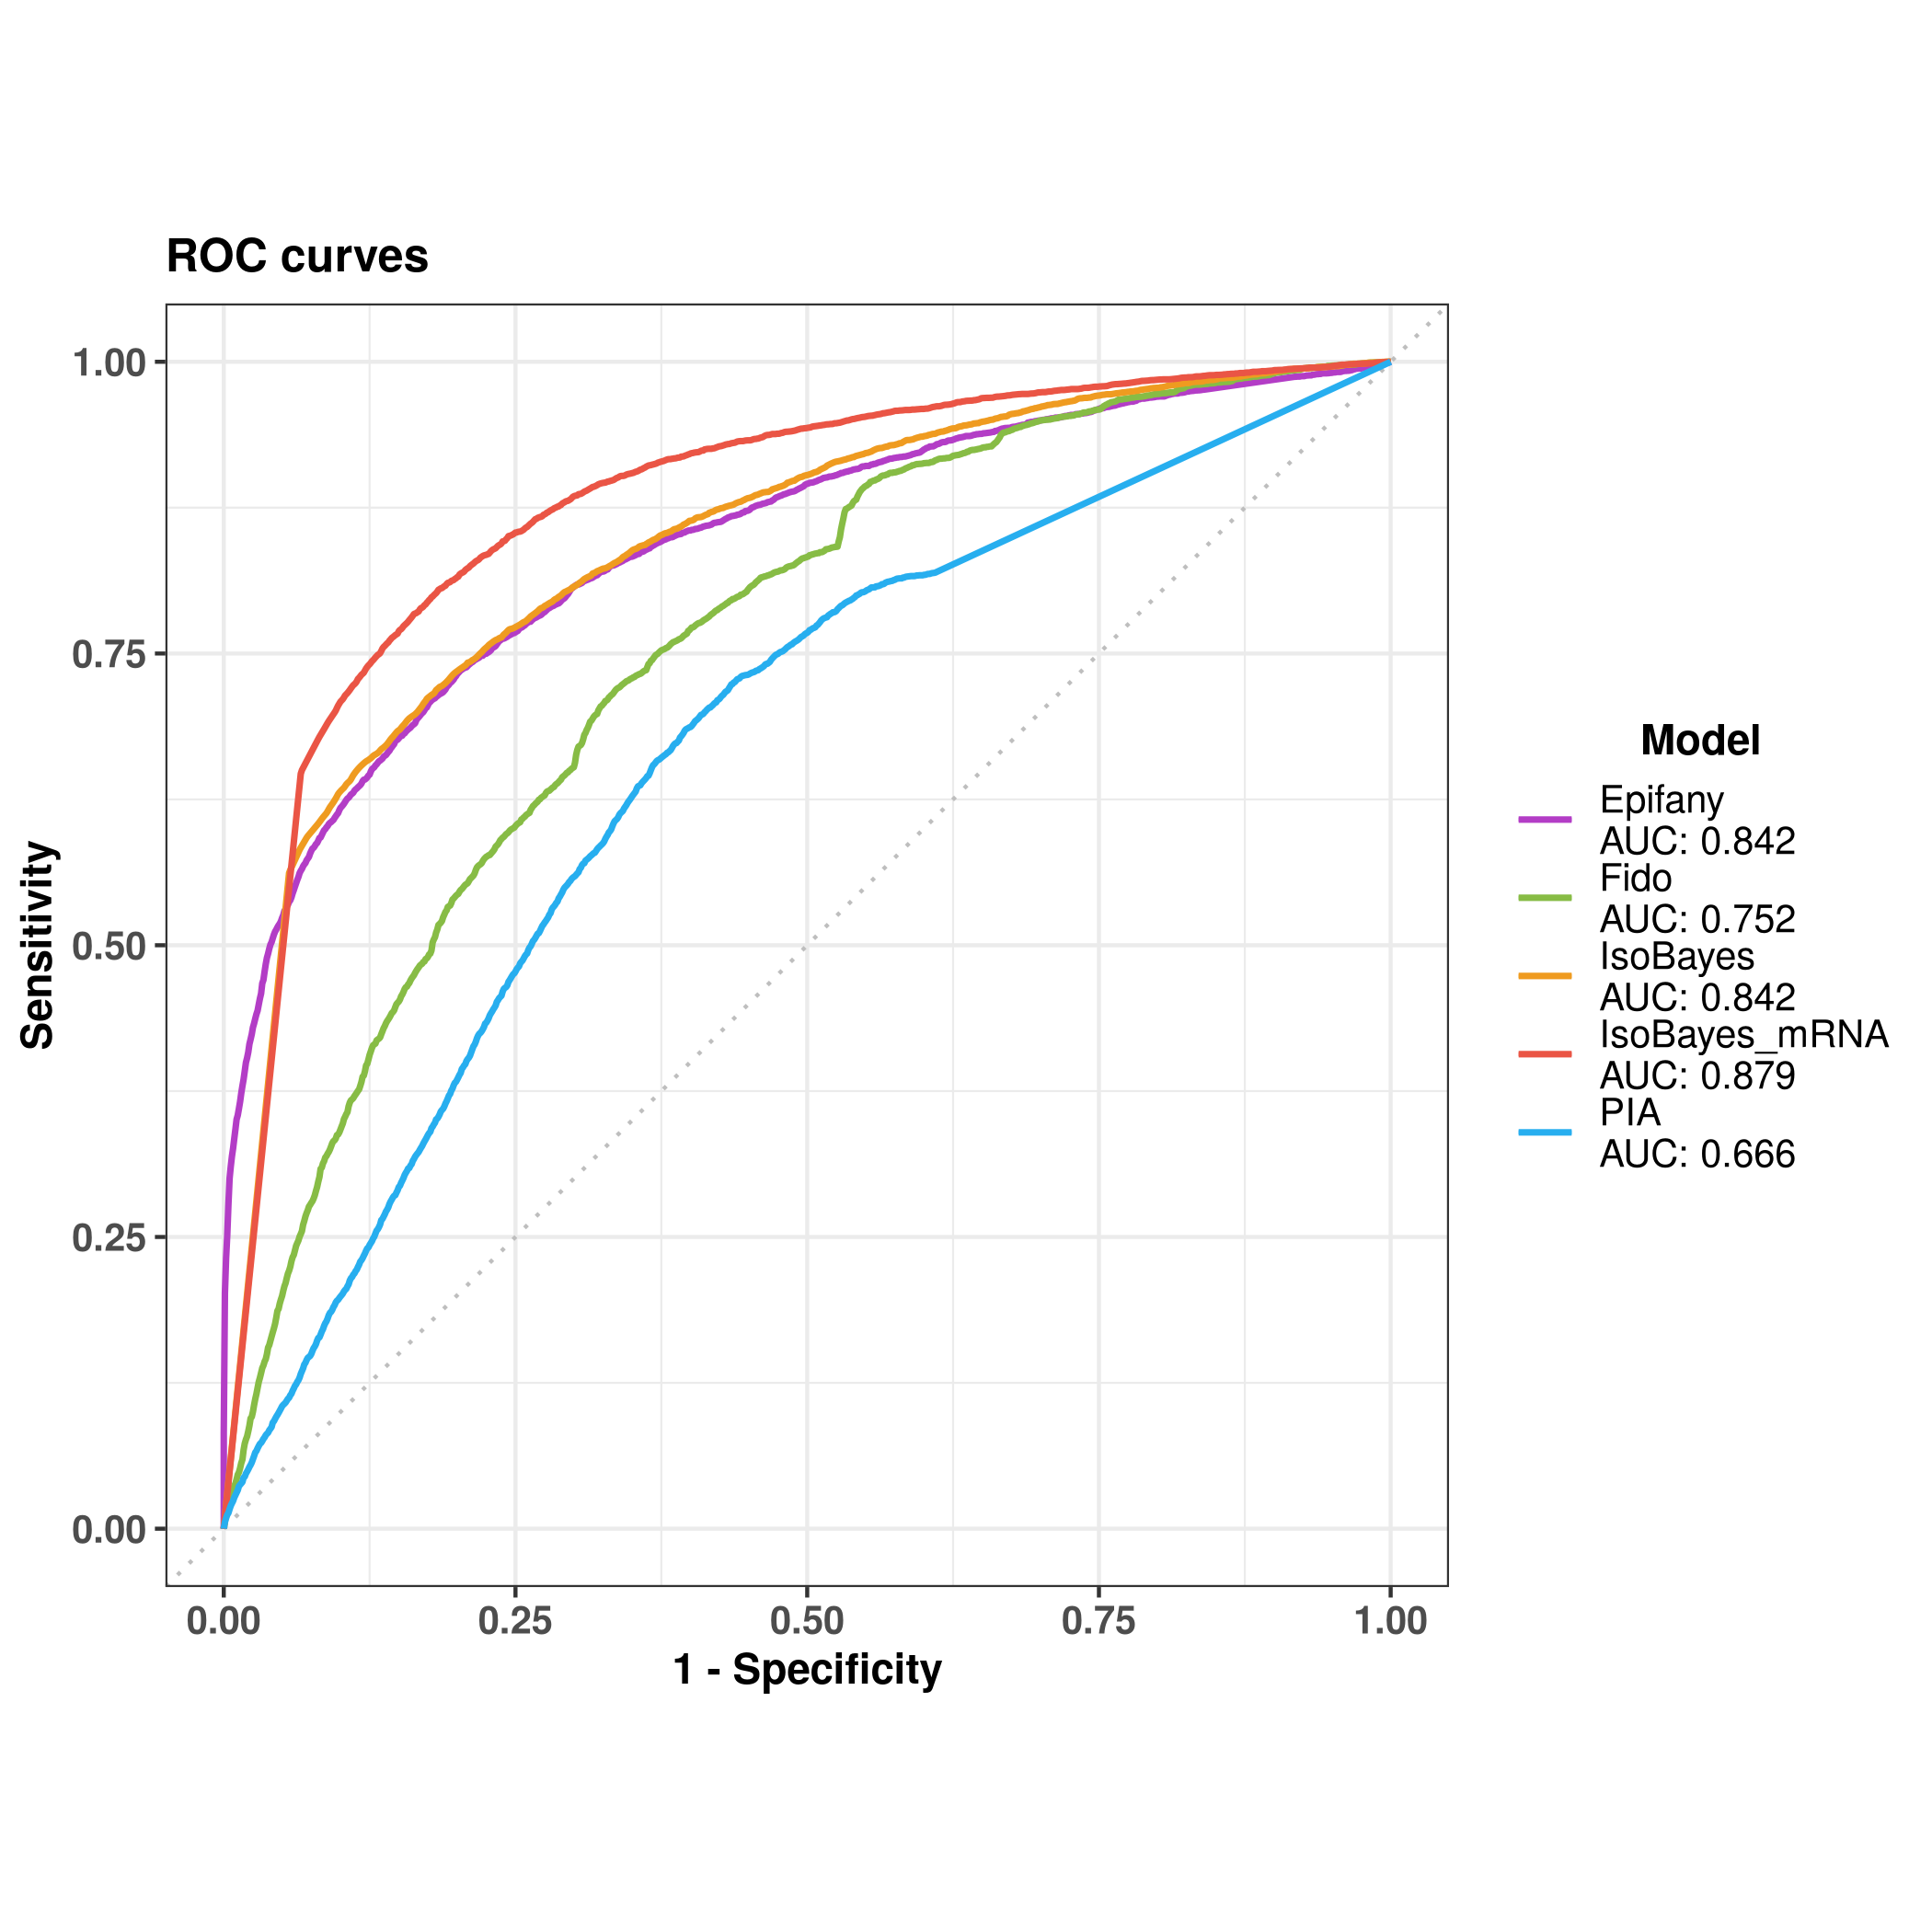 ROC curves
1.00
0.75
0.50
0.25
0.00
Sensitivity
0.00
0.25
0.50
0.75
1.00
1 - Specificity
Model
Epifany
AUC: 0.842
Fido
AUC: 0.752
IsoBayes
AUC: 0.842
IsoBayes_mRNA
AUC: 0.879
PIA
AUC: 0.666